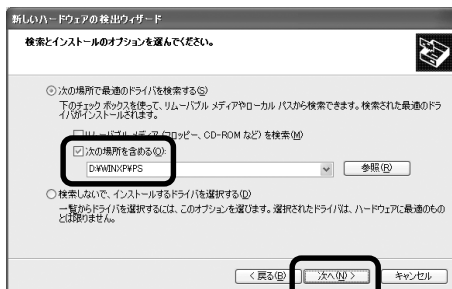 新しいハードウェアの検出ウィザード
検索とインストールのオプションを選んでください。
次の場所で最適のドライバを検索する(S)
下のチェック ボックスを使って、リムーバブル メディアやローカル パスから検索できます。検索された最適のドラ
イバがインストールされます。
リムーバブル メディア (フロッピー、CD-ROM など) を検索(M)
次の場所を含める(O):
D:¥WINXP¥PS
参照(R)
検索しないで、インストールするドライバを選択する(D)
一覧からドライバを選択するには、このオプションを選びます。選択されたドライバは、ハードウェアに最適のもの
とは限りません。
< 戻る(B)
次へ(N) >
キャンセル